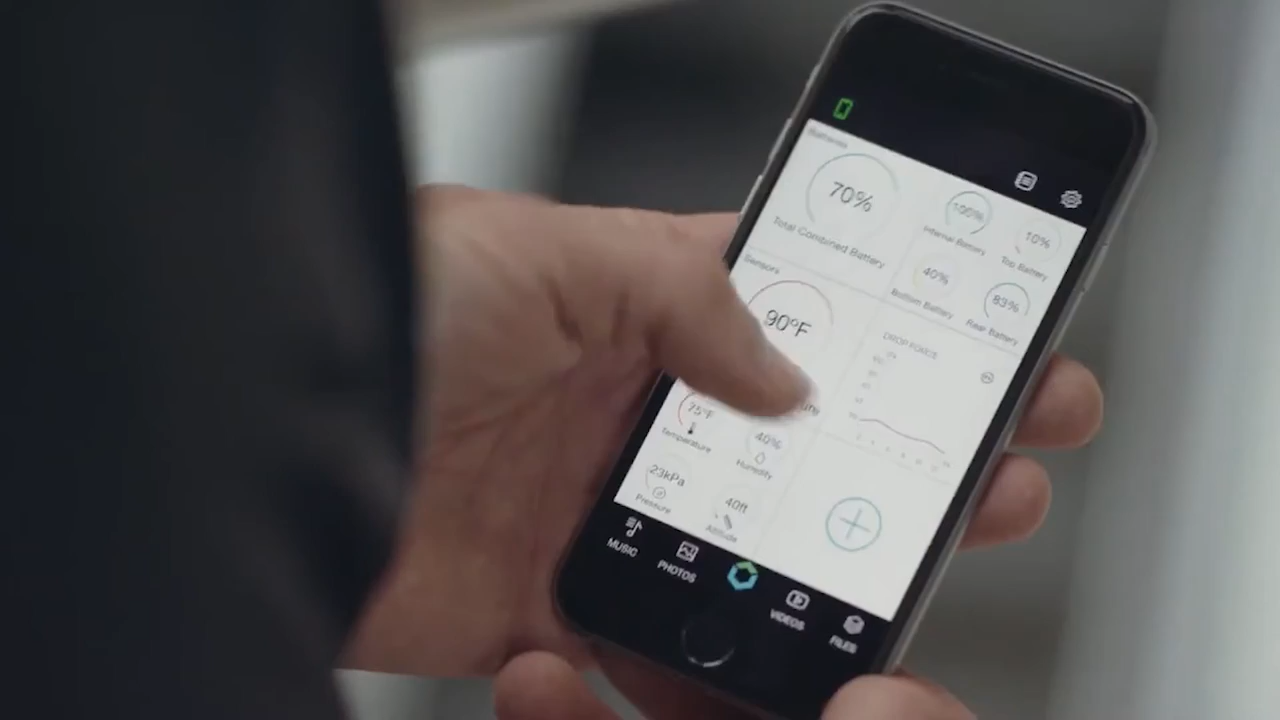 Batteries
70%
Total Combined Battery
100%
Internal Battery
10%
Top Battery
40%
Bottom Battery
83%
Rear Battery
Sensors
90°F
DROP FORCE
75°F
Temperature
40%
Humidity
23kPa
Pressure
40ft
Altitude
MUSIC
PHOTOS
VIDEOS
FILES